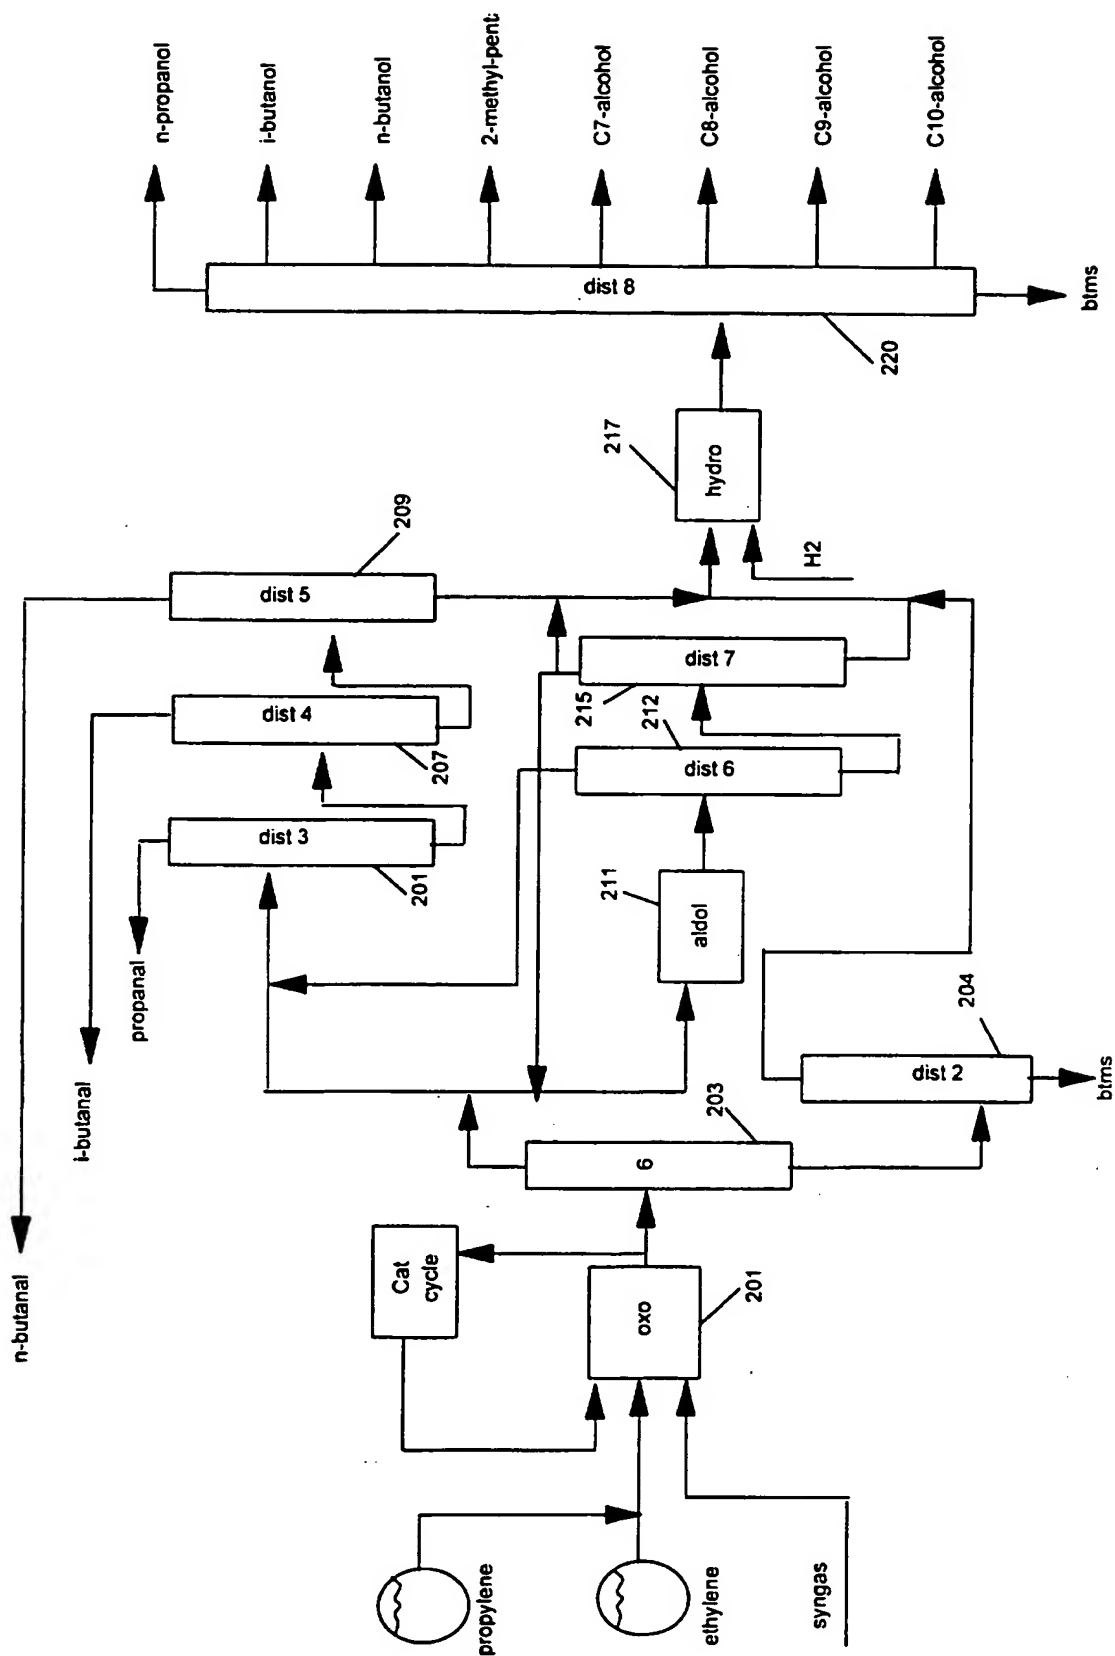 n-propanol
i-butanol
n-butanol
2-methyl-pent
C7-alcohol
C8-alcohol
C9-alcohol
C10-alcohol
dist 8
btms
220
217
hydro
H2
209
dist 5
dist 7
215
212
dist 4
207
dist 6
dist 3
201
211
aldol
propanal
i-butanal
n-butanal
204
dist 2
btms
203
6
Cat
cycle
oxo
201
propylene
ethylene
syngas